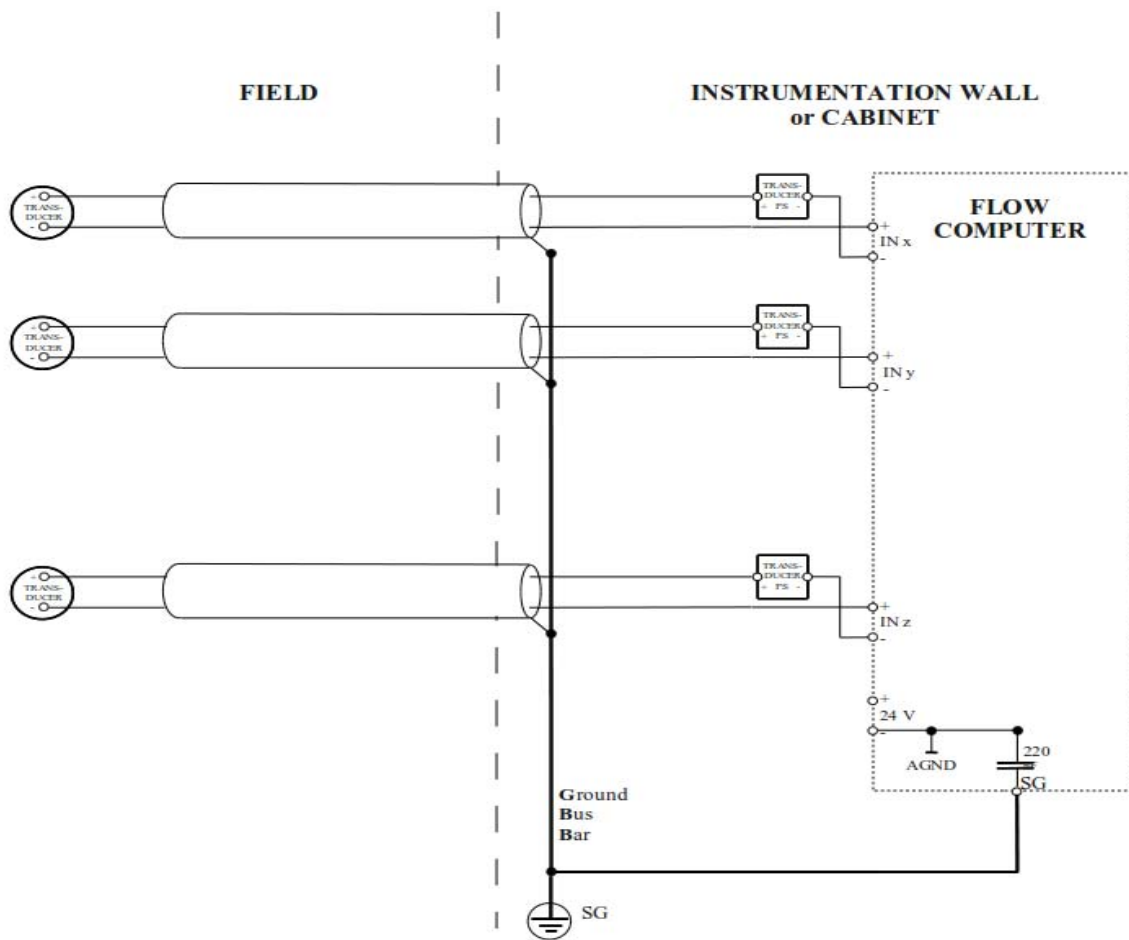 FIELD
INSTRUMENTATION WALL
or CABINET
+
TRANS-
DUCER
-
TRANS-
DUCER
+ PS -
FLOW
COMPUTER
+
IN x
-
+
TRANS-
DUCER
-
TRANS-
DUCER
+ PS -
+
IN y
-
+
TRANS-
DUCER
-
TRANS-
DUCER
+ PS -
+
IN z
-
+
24 V
-
AGND
220
SG
Ground
Bus
Bar
SG